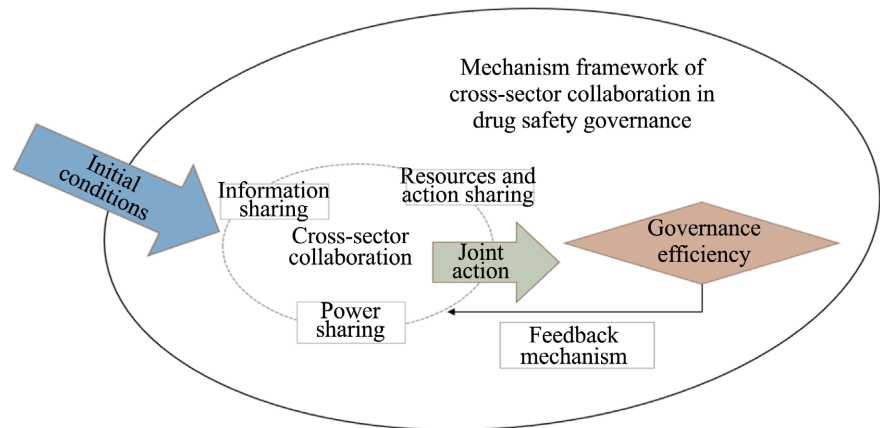 Mechanism framework of
cross-sector collaboration in
drug safety governance
Initial
conditions
Information
sharing
Resources and
action sharing
Cross-sector
collaboration
Joint
action
Governance
efficiency
Power
sharing
Feedback
mechanism